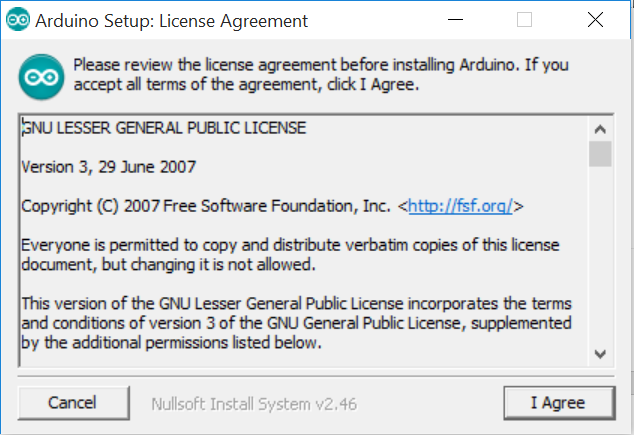 Arduino Setup: License Agreement
Please review the license agreement before installing Arduino. If you
accept all terms of the agreement, click I Agree.
GNU LESSER GENERAL PUBLIC LICENSE
Version 3, 29 June 2007
Copyright (C) 2007 Free Software Foundation, Inc. <http://fsf.org/>
Everyone is permitted to copy and distribute verbatim copies of this license
document, but changing it is not allowed.
This version of the GNU Lesser General Public License incorporates the terms
and conditions of version 3 of the GNU General Public License, supplemented
by the additional permissions listed below.
Cancel
Nullsoft Install System v2.46
I Agree